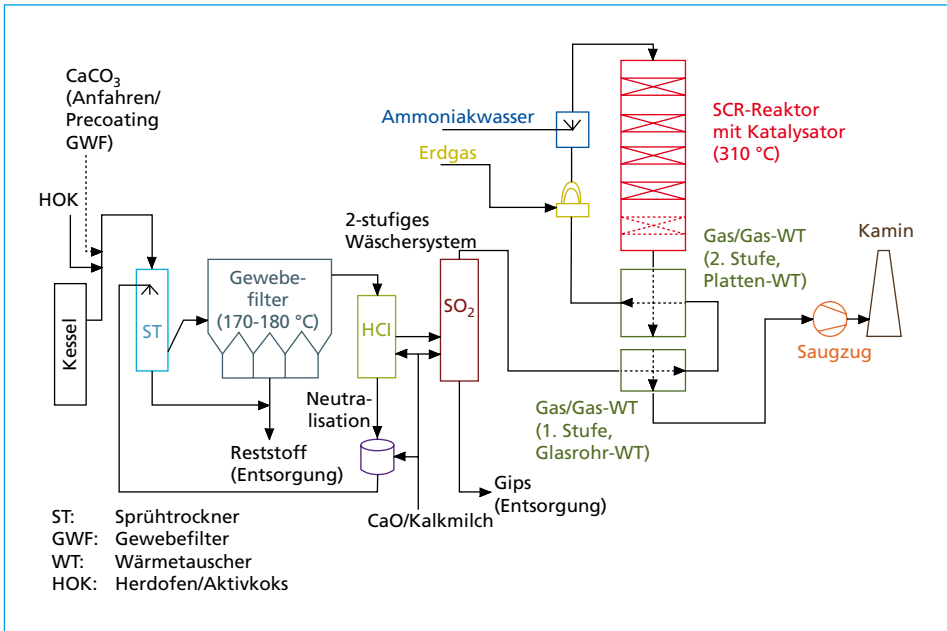 CaCO₃
(Anfahren/
Precoating
GWF)
HOK
Kessel
ST
Gewebe-
filter
(170-180 °C)
2-stufiges
Wäschersystem
HCl
SO₂
Neutra-
lisation
Reststoff
(Entsorgung)
CaO/Kalkmilch
Gips
(Entsorgung)
Ammoniakwasser
Erdgas
SCR-Reaktor
mit Katalysator
(310 °C)
Gas/Gas-WT
(2. Stufe,
Platten-WT)
Gas/Gas-WT
(1. Stufe,
Glasrohr-WT)
Saugzug
Kamin
ST: Sprühtrockner
GWF: Gewebefilter
WT: Wärmetauscher
HOK: Herdofen/Aktivkoks